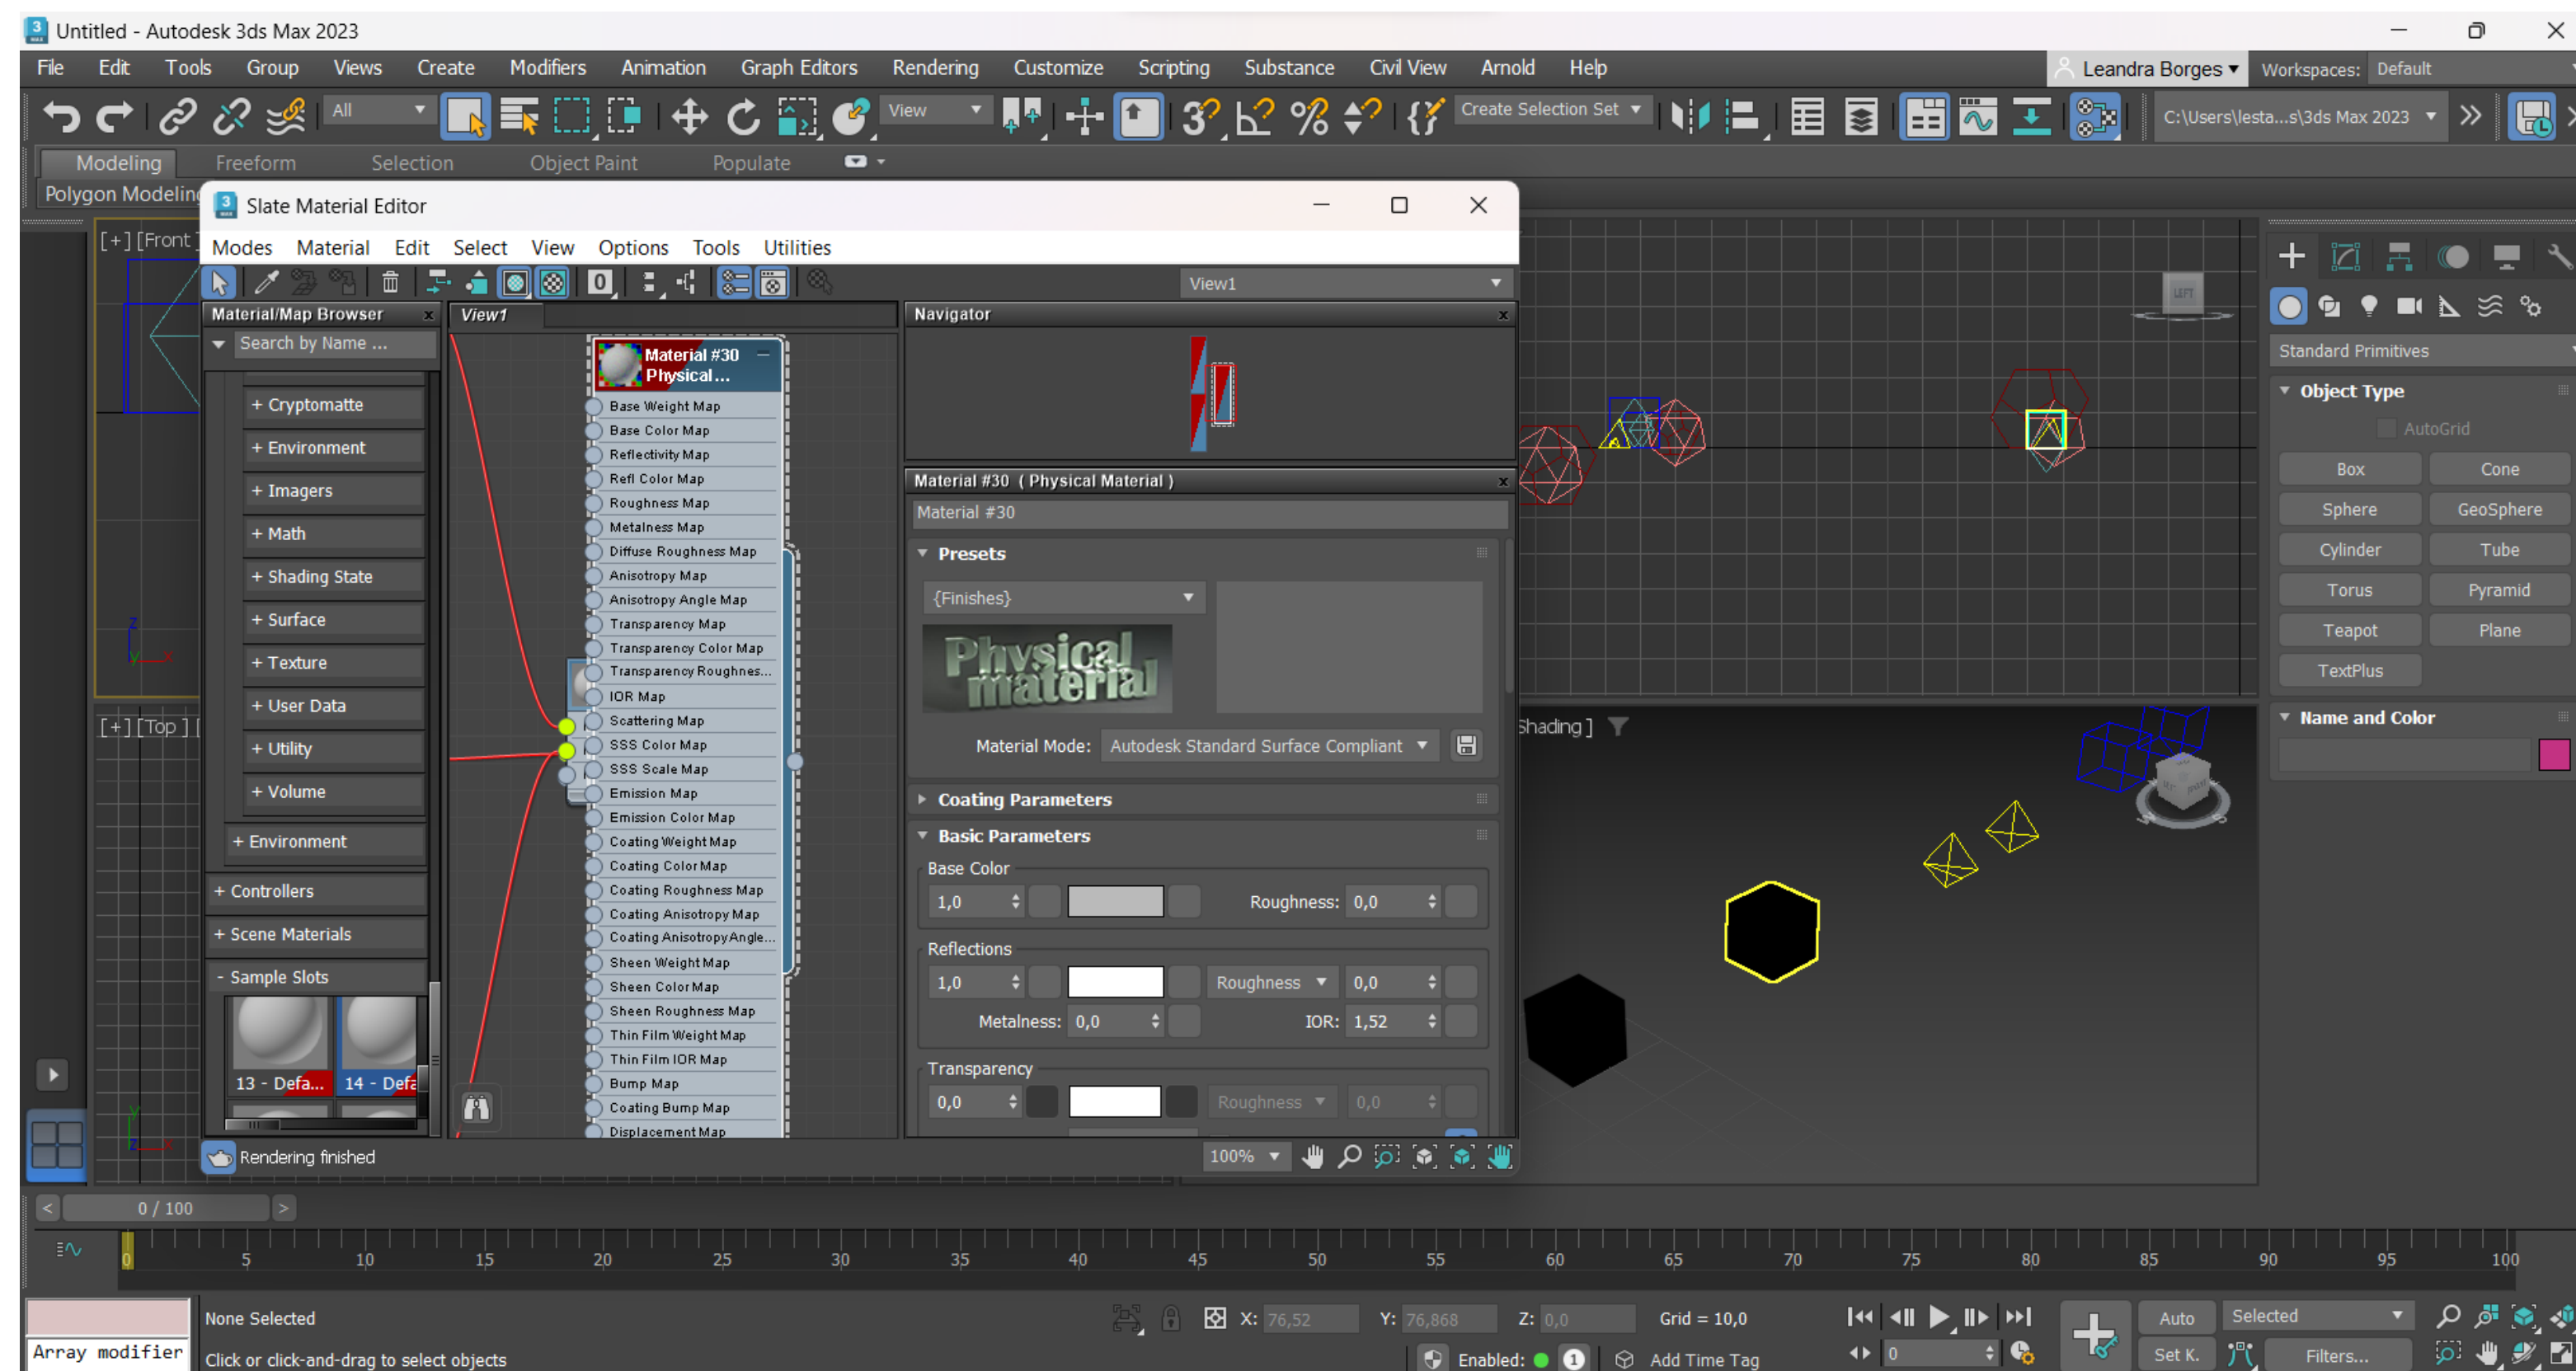 Untitled - Autodesk 3ds Max 2023
File Edit Tools Group Views Create Modifiers Animation Graph Editors Rendering Customize Scripting Substance Civil View Arnold Help Leandra Borges Workspaces: Default
All View Create Selection Set C:\Users\lesta...s\3ds Max 2023
Modeling Freeform Selection Object Paint Populate
Polygon Modeling
Slate Material Editor
[+] [Front ]
Modes Material Edit Select View Options Tools Utilities
View1
Material/Map Browser
Search by Name ...
+ Cryptomatte
+ Environment
+ Imagers
+ Math
+ Shading State
+ Surface
+ Texture
+ User Data
+ Utility
+ Volume
+ Environment
+ Controllers
+ Scene Materials
- Sample Slots
13 - Defa... 14 - Defa
View1
Material #30
Physical ...
Base Weight Map
Base Color Map
Reflectivity Map
Refl Color Map
Roughness Map
Metalness Map
Diffuse Roughness Map
Anisotropy Map
Anisotropy Angle Map
Transparency Map
Transparency Color Map
Transparency Roughnes...
IOR Map
Scattering Map
SSS Color Map
SSS Scale Map
Emission Map
Emission Color Map
Coating Weight Map
Coating Color Map
Coating Roughness Map
Coating Anisotropy Map
Coating Anisotropy Angle...
Sheen Weight Map
Sheen Color Map
Sheen Roughness Map
Thin Film Weight Map
Thin Film IOR Map
Bump Map
Coating Bump Map
Displacement Map
Navigator
Material #30 ( Physical Material )
Material #30
Presets
{Finishes}
Physical
material
Material Mode: Autodesk Standard Surface Compliant
Coating Parameters
Basic Parameters
Base Color
1,0 Roughness: 0,0
Reflections
1,0 Roughness 0,0
Metalness: 0,0 IOR: 1,52
Transparency
0,0 Roughness 0,0
Rendering finished
100%
z
y x
[+] [Top ] [
y
z x
LEFT
Shading ]
Standard Primitives
Object Type
AutoGrid
Box Cone
Sphere GeoSphere
Cylinder Tube
Torus Pyramid
Teapot Plane
TextPlus
Name and Color
< 0 / 100 >
0 5 10 15 20 25 30 35 40 45 50 55 60 65 70 75 80 85 90 95 100
None Selected X: 76,52 Y: 76,868 Z: 0,0 Grid = 10,0 Auto Selected
Array modifier Click or click-and-drag to select objects Enabled: 1 Add Time Tag 0 Set K. Filters...